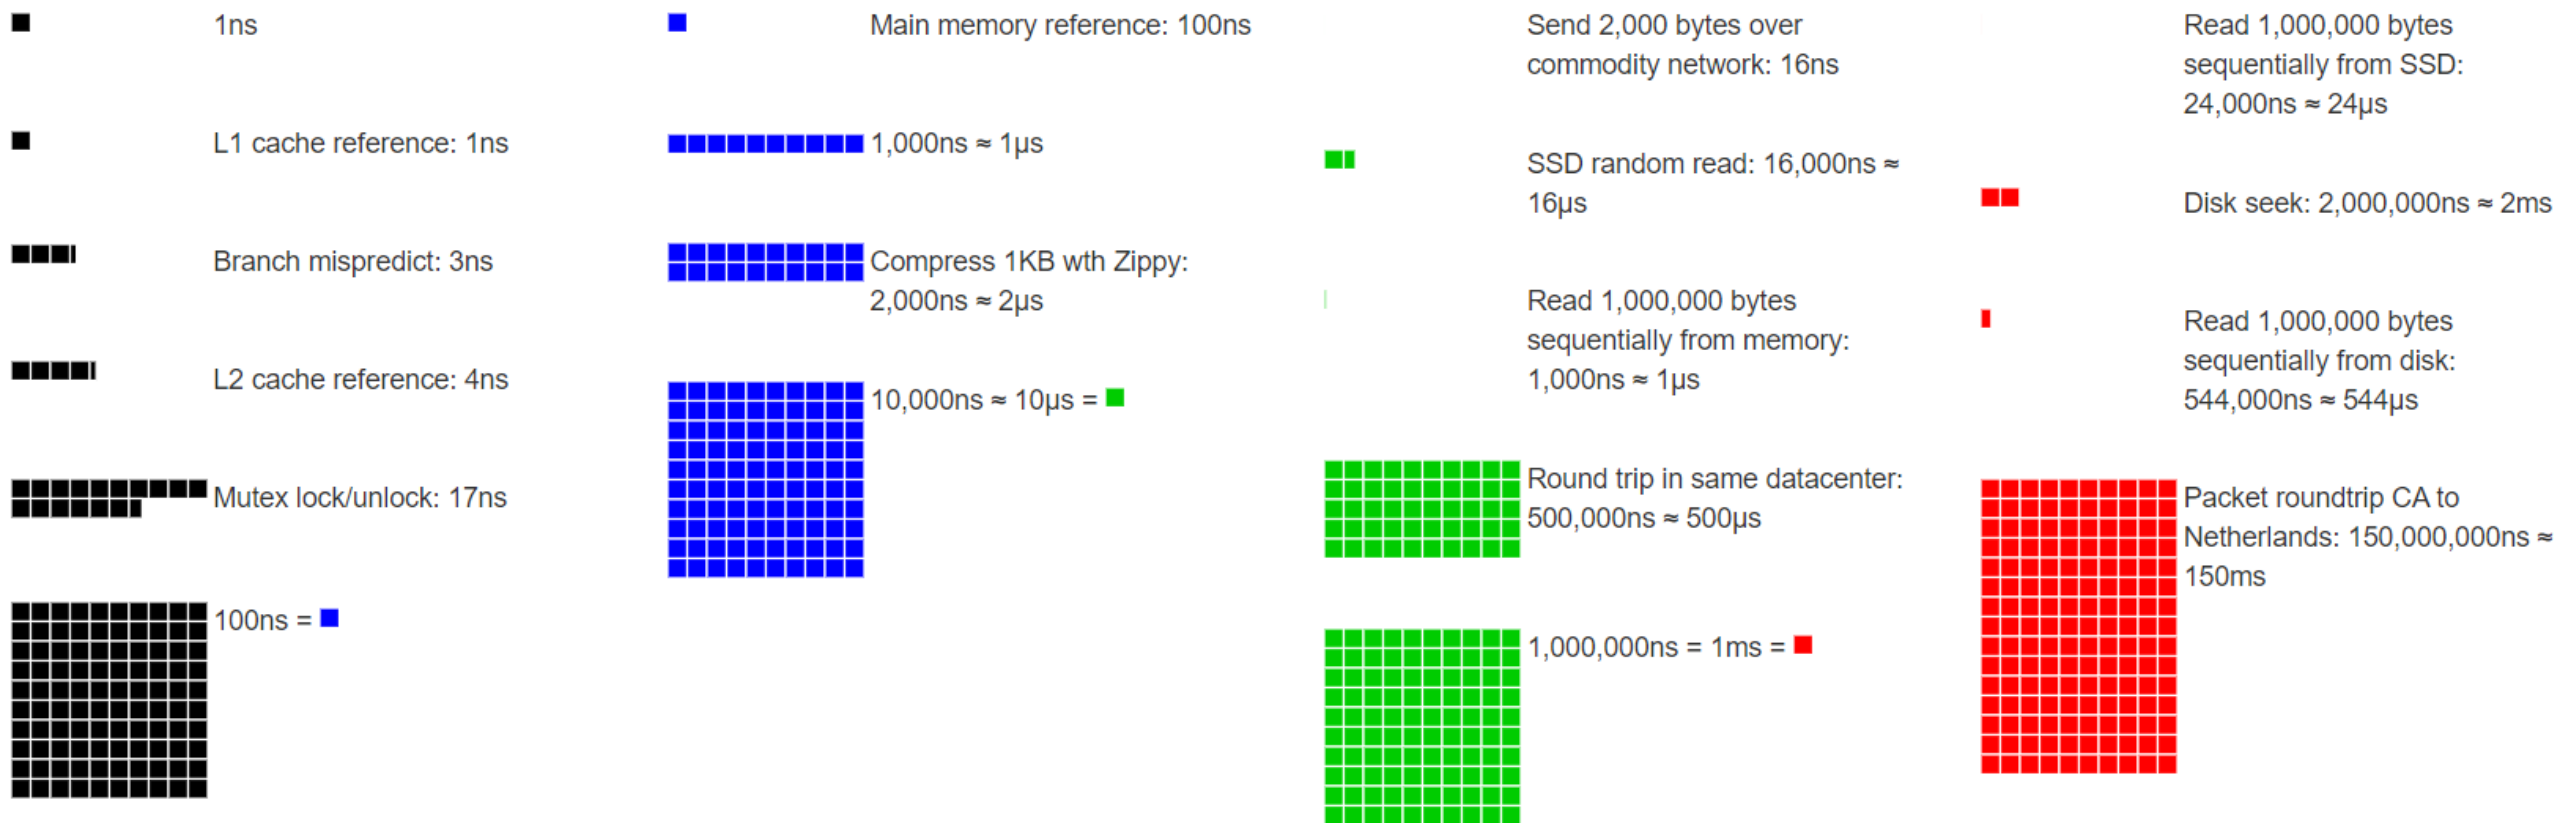 1ns
L1 cache reference: 1ns
Branch mispredict: 3ns
L2 cache reference: 4ns
Mutex lock/unlock: 17ns
100ns =
Main memory reference: 100ns
1,000ns ≈ 1μs
Compress 1KB wth Zippy:
2,000ns ≈ 2μs
10,000ns ≈ 10μs =
Send 2,000 bytes over
commodity network: 16ns
SSD random read: 16,000ns ≈
16μs
Read 1,000,000 bytes
sequentially from memory:
1,000ns ≈ 1μs
Round trip in same datacenter:
500,000ns ≈ 500μs
1,000,000ns = 1ms =
Read 1,000,000 bytes
sequentially from SSD:
24,000ns ≈ 24μs
Disk seek: 2,000,000ns ≈ 2ms
Read 1,000,000 bytes
sequentially from disk:
544,000ns ≈ 544μs
Packet roundtrip CA to
Netherlands: 150,000,000ns ≈
150ms